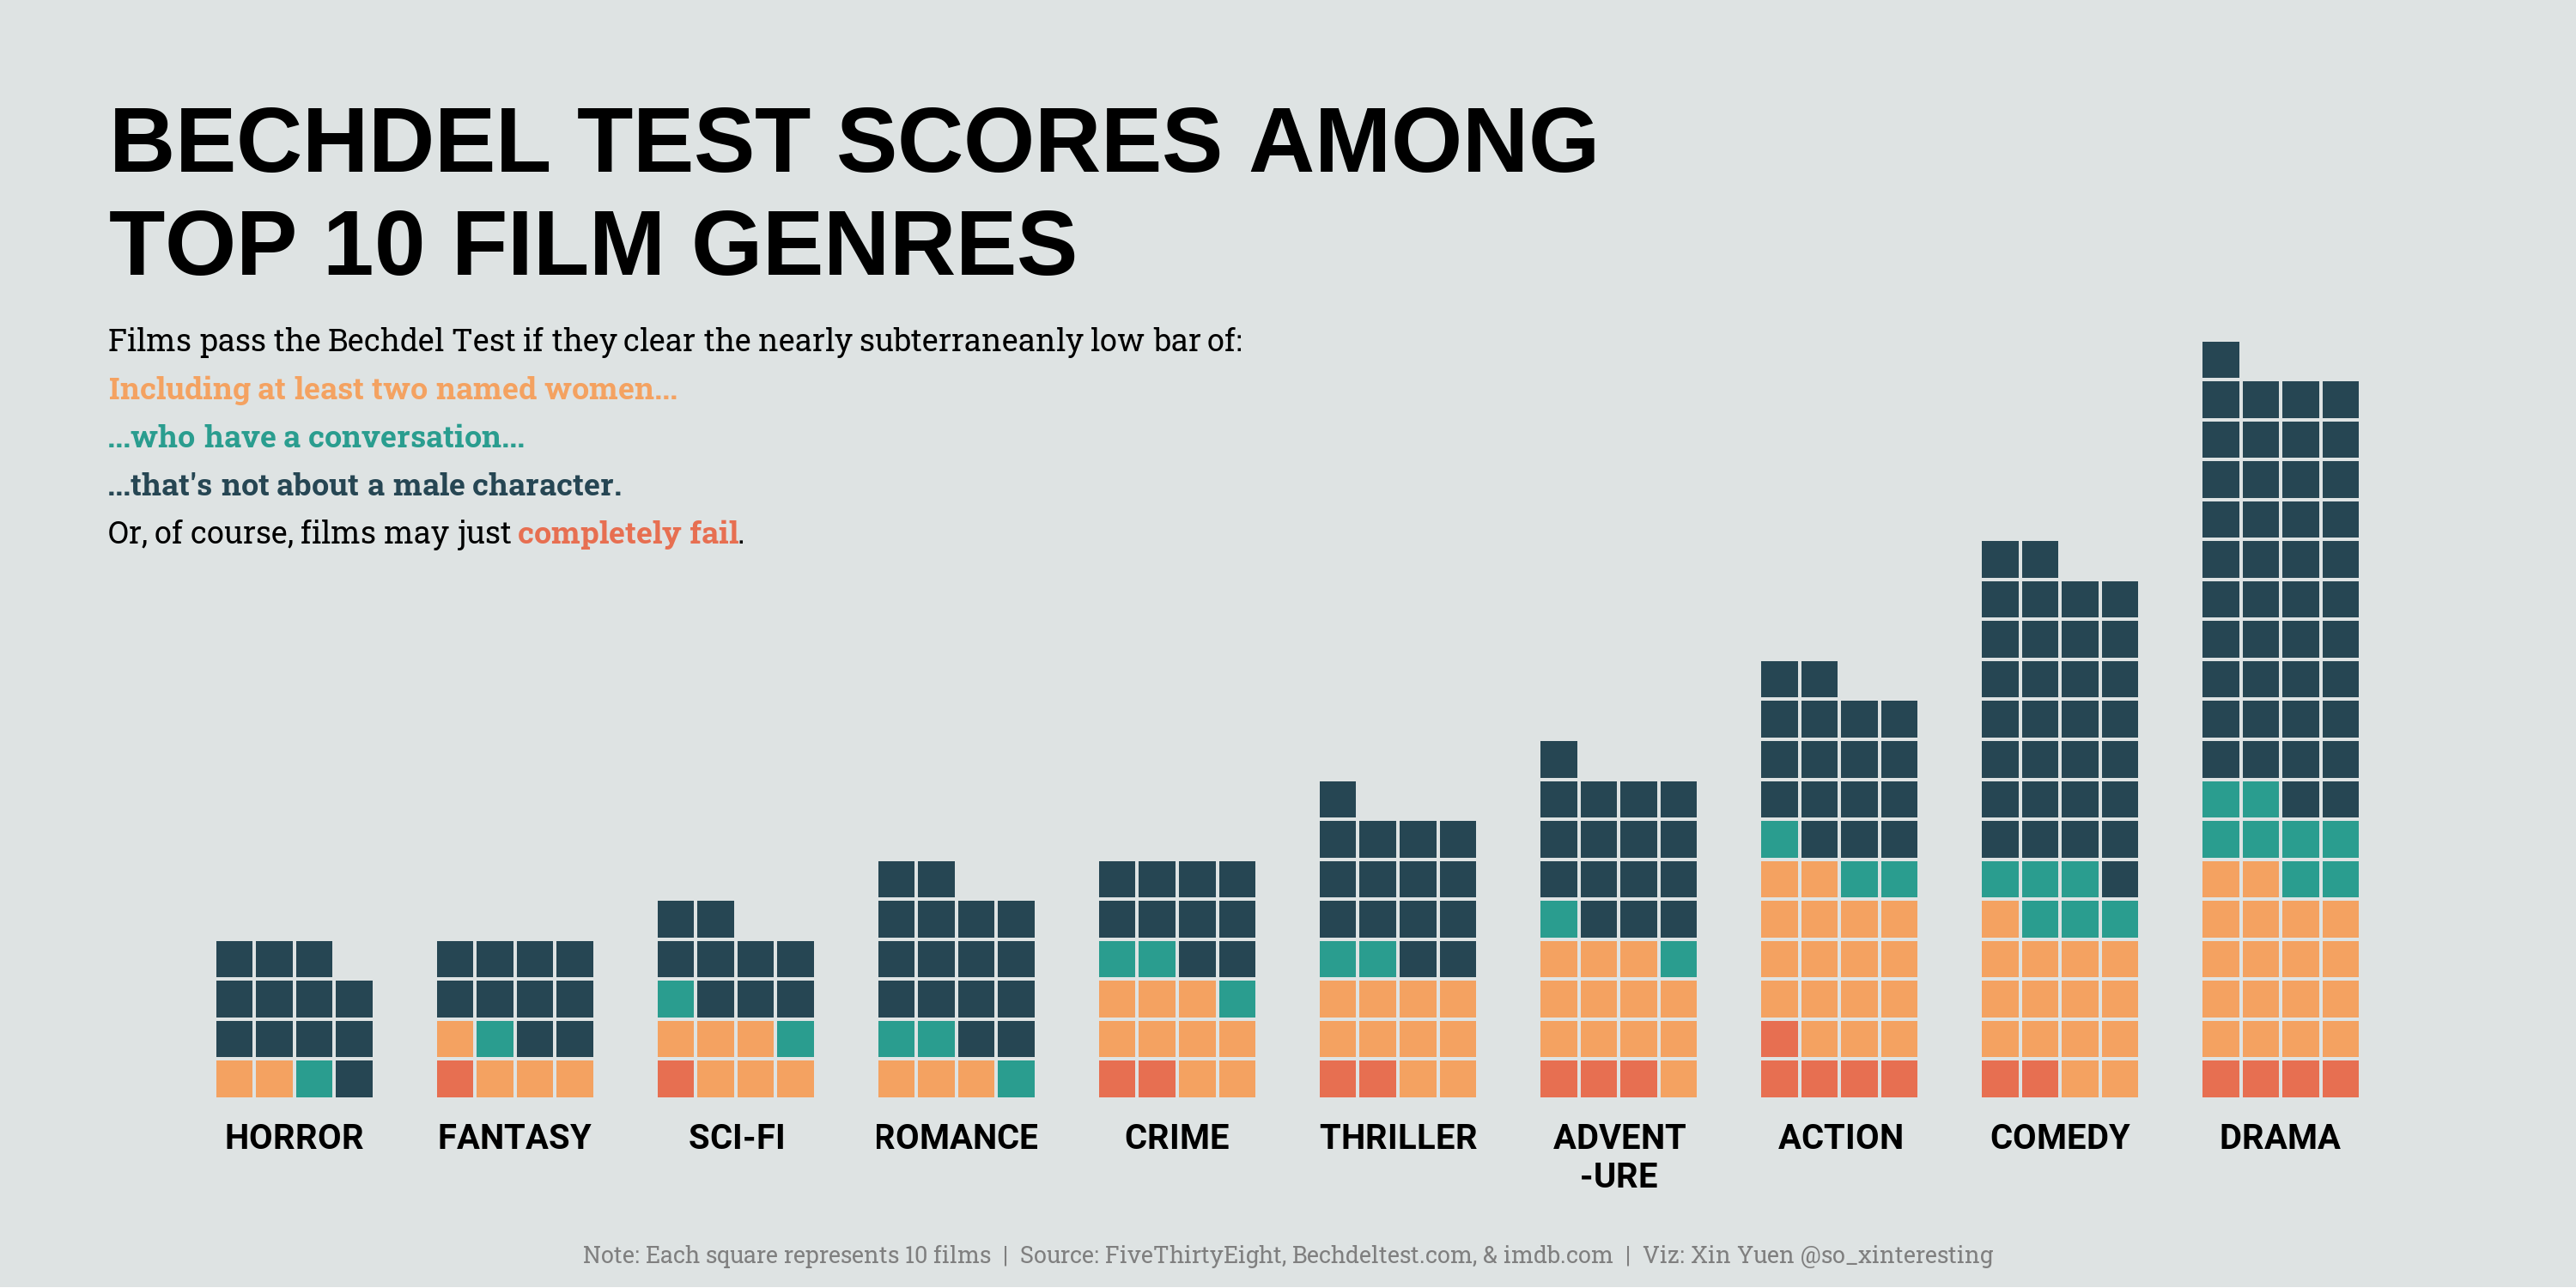 BECHDEL TEST SCORES AMONG
TOP 10 FILM GENRES
Films pass the Bechdel Test if they clear the nearly subterraneanly low bar of:
Including at least two named women...
...who have a conversation...
...that's not about a male character.
Or, of course, films may just completely fail.
HORROR
FANTASY
SCI-FI
ROMANCE
CRIME
THRILLER
ADVENT
-URE
ACTION
COMEDY
DRAMA
Note: Each square represents 10 films | Source: FiveThirtyEight, Bechdeltest.com, & imdb.com | Viz: Xin Yuen @so_xinteresting